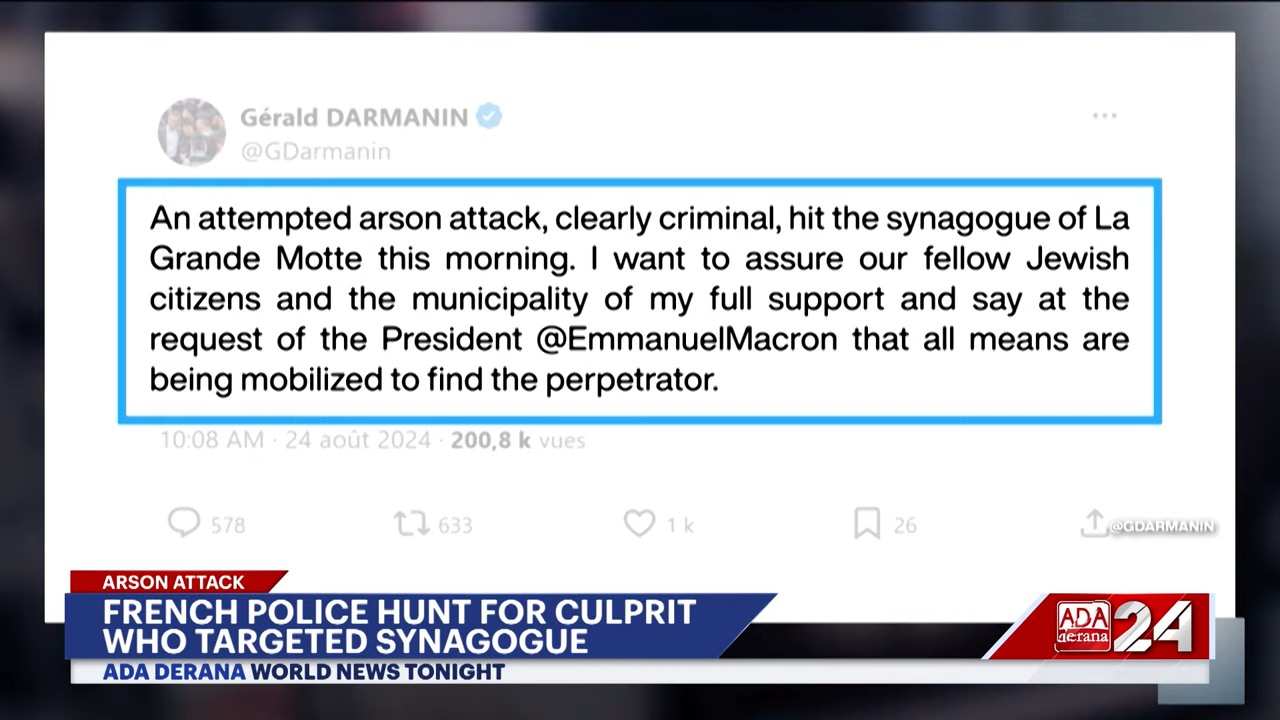 Gérald DARMANIN
@GDarmanin
An attempted arson attack, clearly criminal, hit the synagogue of La
Grande Motte this morning. I want to assure our fellow Jewish
citizens and the municipality of my full support and say at the
request of the President @EmmanuelMacron that all means are
being mobilized to find the perpetrator.
10:08 AM · 24 août 2024 · 200,8 k vues
578 633 1 k 26
@GDARMANIN
ARSON ATTACK
FRENCH POLICE HUNT FOR CULPRIT
WHO TARGETED SYNAGOGUE
ADA DERANA WORLD NEWS TONIGHT
ADA
derana
24